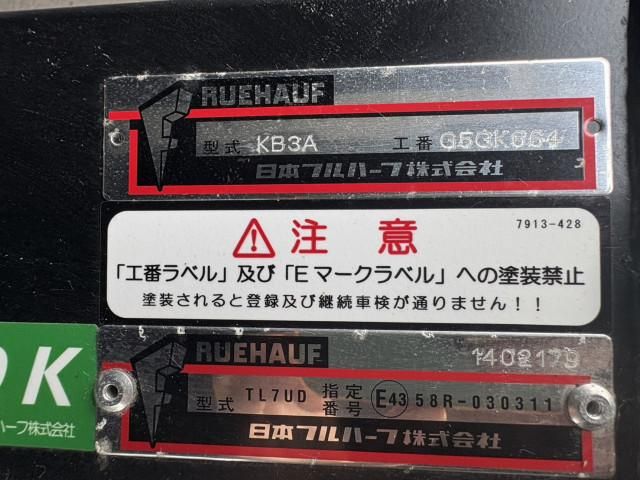 RUEHAUF
型式 KB3A 工番 G5GK664
日本フルハーフ株式会社
7913-428
注意
「工番ラベル」及び「Eマークラベル」への塗装禁止
塗装されると登録及び継続車検が通りません!!
RUEHAUF 1402179
型式 TL7UD 指定番号 E43 58R-030311
日本フルハーフ株式会社
OK
ハーフ株式会社